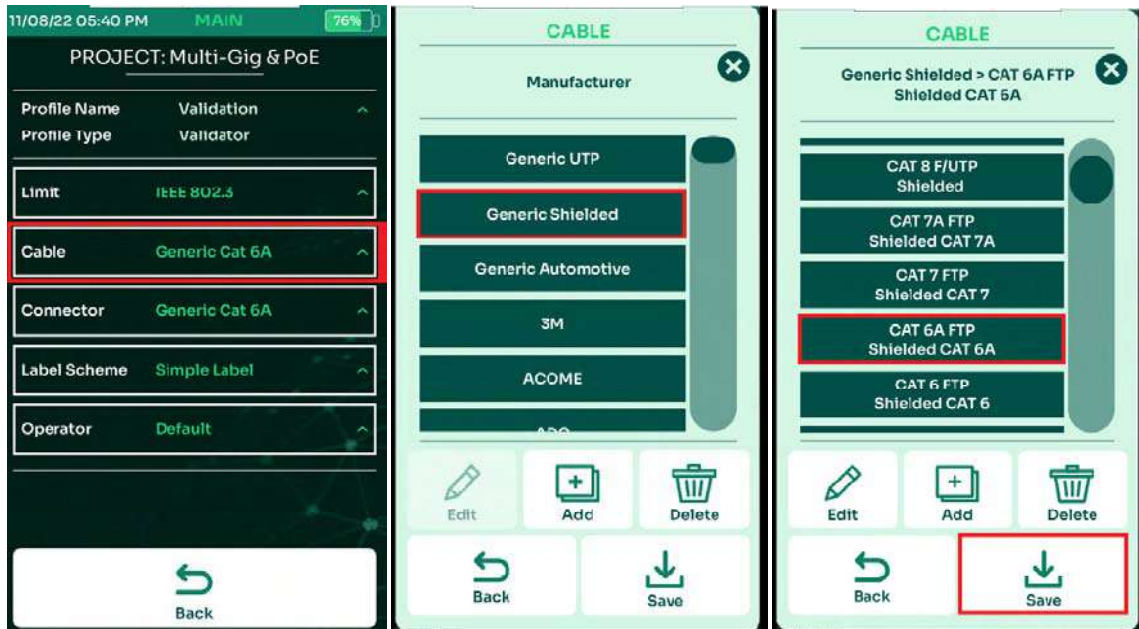 11/08/22 05:40 PM MAIN 76%
PROJECT: Multi-Gig & PoE
Profile Name Validation
Profile Type Validator
Limit IEEE 802.3
Cable Generic Cat 6A
Connector Generic Cat 6A
Label Scheme Simple Label
Operator Default
Back
CABLE
Manufacturer
Generic UTP
Generic Shielded
Generic Automotive
3M
ACOME
Edit Add Delete
Back Save
CABLE
Generic Shielded > CAT 6A FTP
Shielded CAT 6A
CAT 8 F/UTP
Shielded
CAT 7A FTP
Shielded CAT 7A
CAT 7 FTP
Shielded CAT 7
CAT 6A FTP
Shielded CAT 6A
CAT 6 FTP
Shielded CAT 6
Edit Add Delete
Back Save